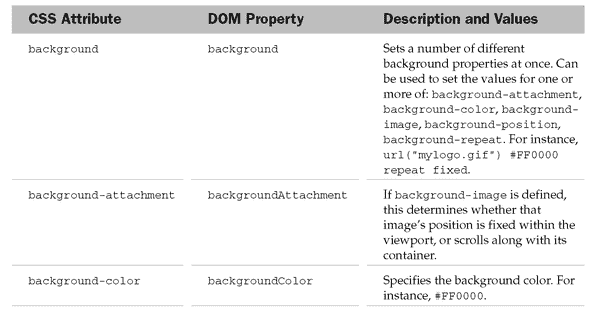 CSS Attribute DOM Property Description and Values
background background Sets a number of different
background properties at once. Can
be used to set the values for one or
more of: background-attachment,
background-color, background-
image, background-position,
background-repeat. For instance,
url("mylogo.gif") #FF0000
repeat fixed.
background-attachment backgroundAttachment If background-image is defined,
this determines whether that
image's position is fixed within the
viewport, or scrolls along with its
container.
background-color backgroundColor Specifies the background color. For
instance, #FF0000.